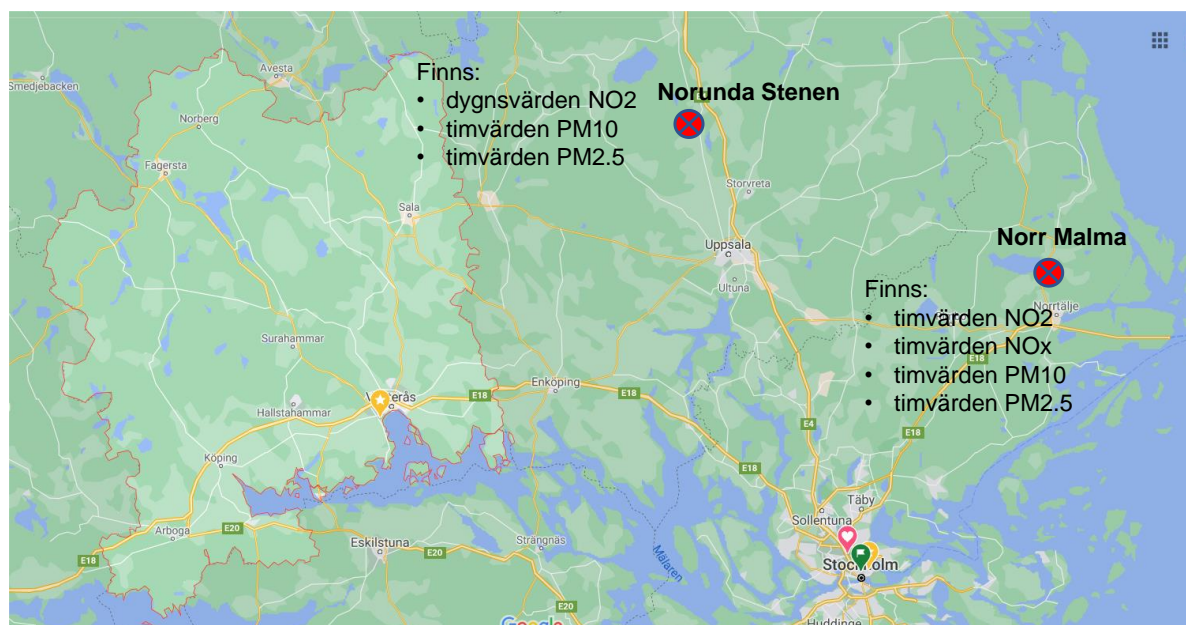 Finns:
• dygnsvärden NO2
• timvärden PM10
• timvärden PM2.5
Norunda Stenen
Norr Malma
Finns:
• timvärden NO2
• timvärden NOx
• timvärden PM10
• timvärden PM2.5
Smedjebacken
Avesta
Norberg
Fagersta
Sala
Storvreta
Uppsala
Ultuna
Norrtälje
Surahammar
Hallstahammar
E18
Enköping
E18
E4
E18
E18
Köping
Arboga
E20
E18
Eskilstuna
E20
Strängnäs
E20
Mälaren
Täby
Sollentuna
Stockholm
Huddinge
Google